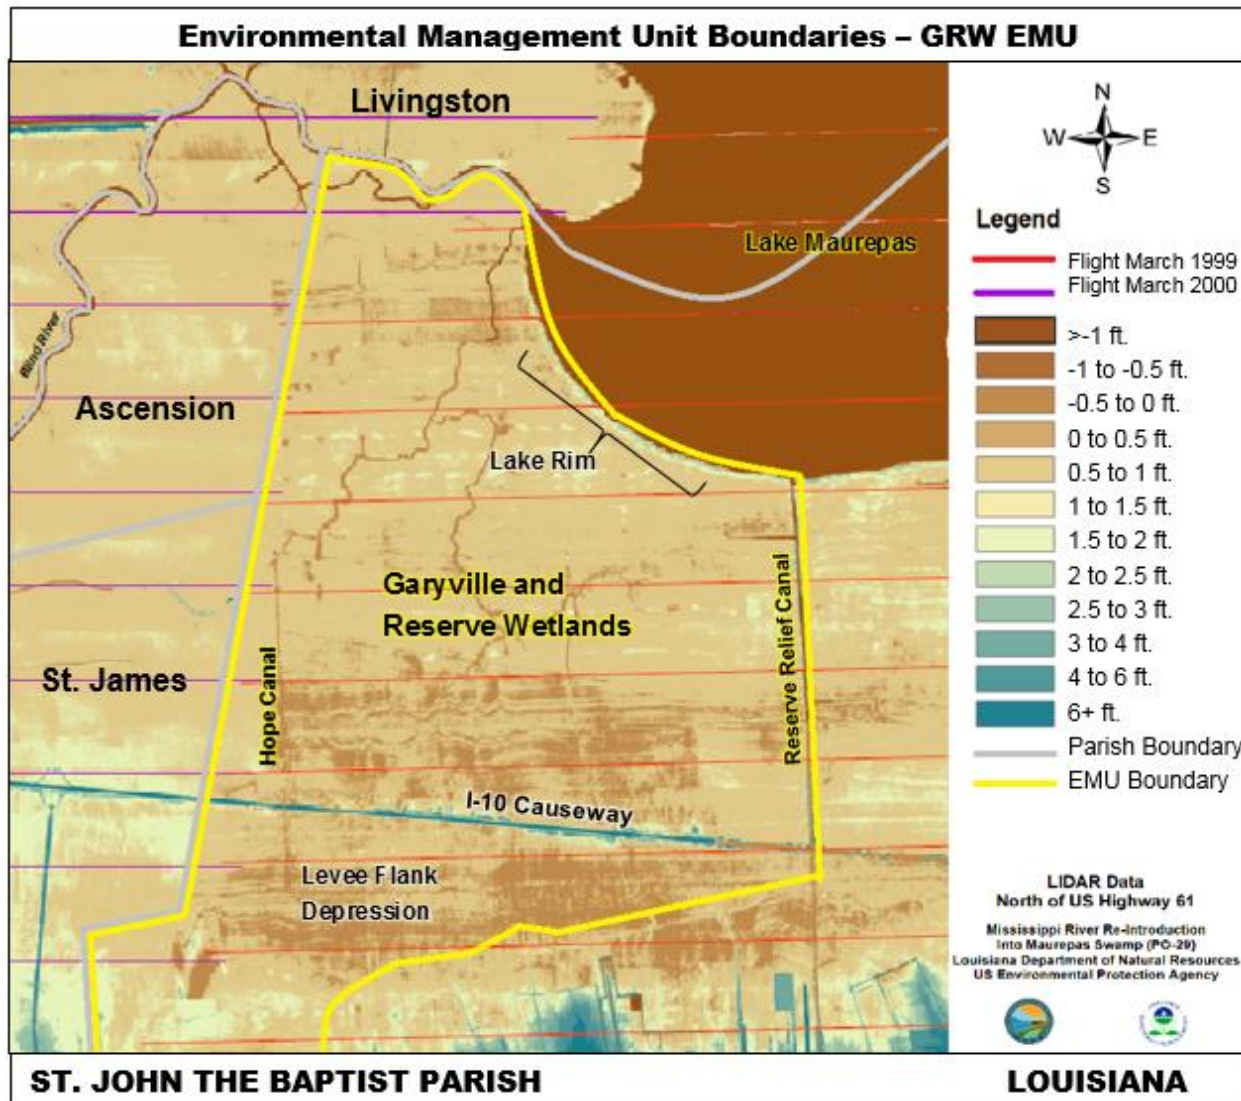 Environmental Management Unit Boundaries – GRW EMU
Livingston
N
W E
S
Legend
Lake Maurepas
Flight March 1999
Flight March 2000
Blind River
>-1 ft.
-1 to -0.5 ft.
-0.5 to 0 ft.
Ascension
0 to 0.5 ft.
Lake Rim
0.5 to 1 ft.
1 to 1.5 ft.
1.5 to 2 ft.
Garyville and
Reserve Wetlands
2 to 2.5 ft.
2.5 to 3 ft.
3 to 4 ft.
St. James
Hope Canal
Reserve Relief Canal
4 to 6 ft.
6+ ft.
Parish Boundary
EMU Boundary
I-10 Causeway
Levee Flank
Depression
LIDAR Data
North of US Highway 61
Mississippi River Re-Introduction
Into Maurepas Swamp (PO-29)
Louisiana Department of Natural Resources
US Environmental Protection Agency
ST. JOHN THE BAPTIST PARISH
LOUISIANA